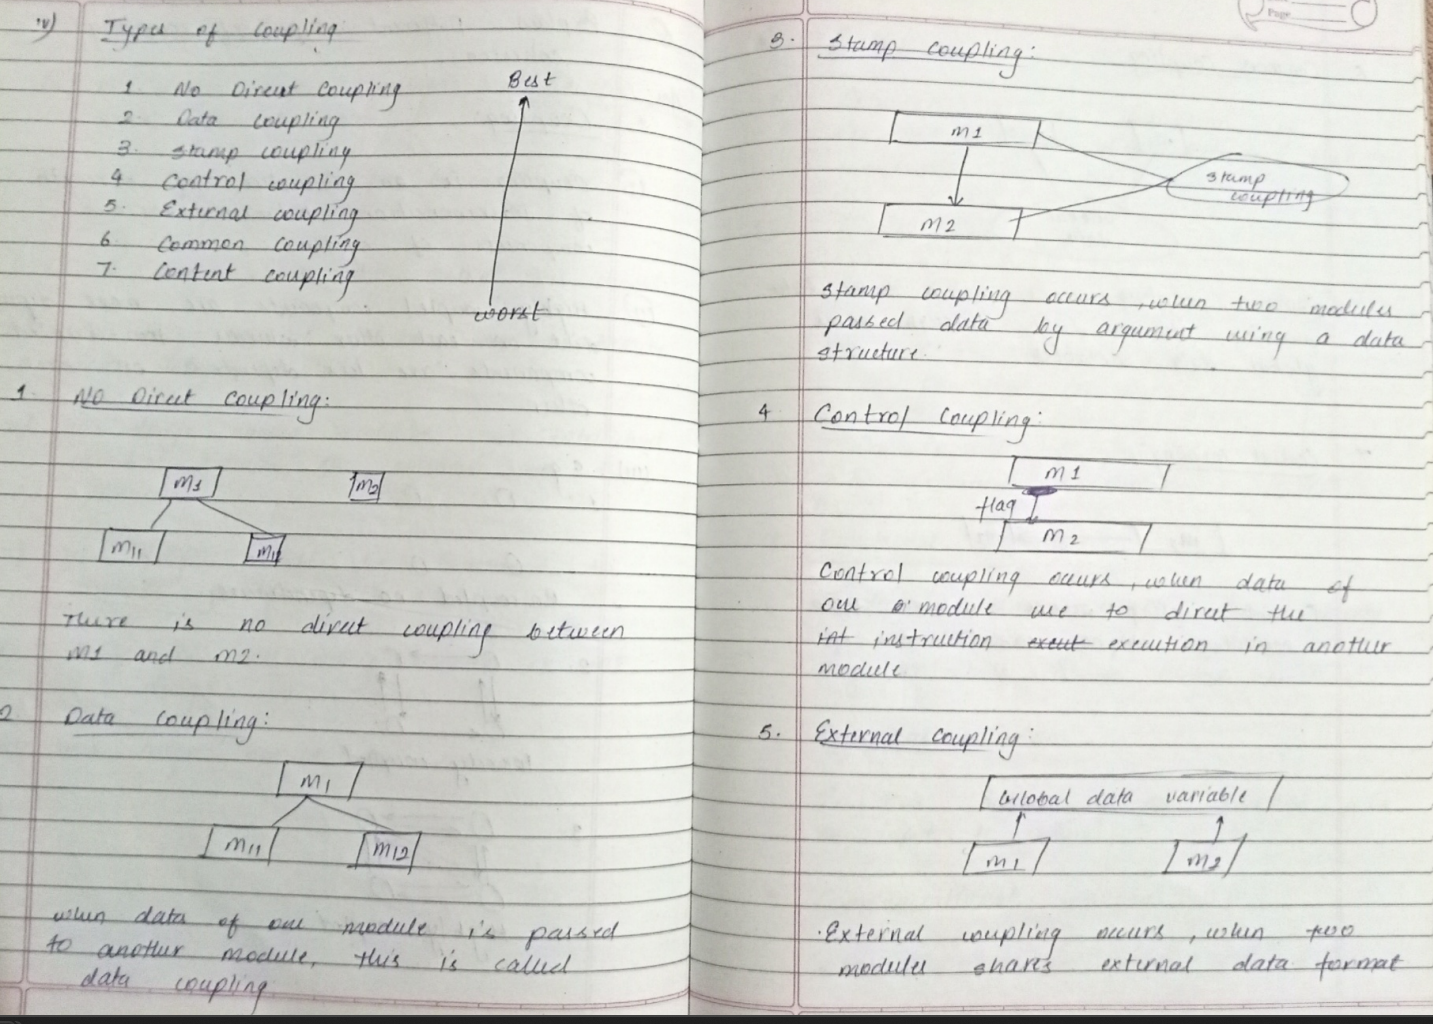 iv) Types of coupling
1. No Direct Coupling
2. Data coupling
3. Stamp coupling
4 Control coupling
5. External coupling
6 Common coupling
7. Content coupling
Best
worst
1. No Direct coupling:
m1
m2
m11
there is no direct coupling between
m1 and m2.
2 Data coupling:
m1
m11
m12
when data of one module is passed
to another module, this is called
data coupling
Page
3. Stamp coupling:
m1
m2
stamp
coupling
stamp coupling occurs, when two modules
passed data by argument using a data
structure.
4 Control Coupling:
m1
flag
m2
Control coupling occurs, when data of
one module use to direct the
int instruction execut execution in another
module
5. External coupling:
Global data variable
m1
m2
.External coupling occurs, when two
modules shares external data format